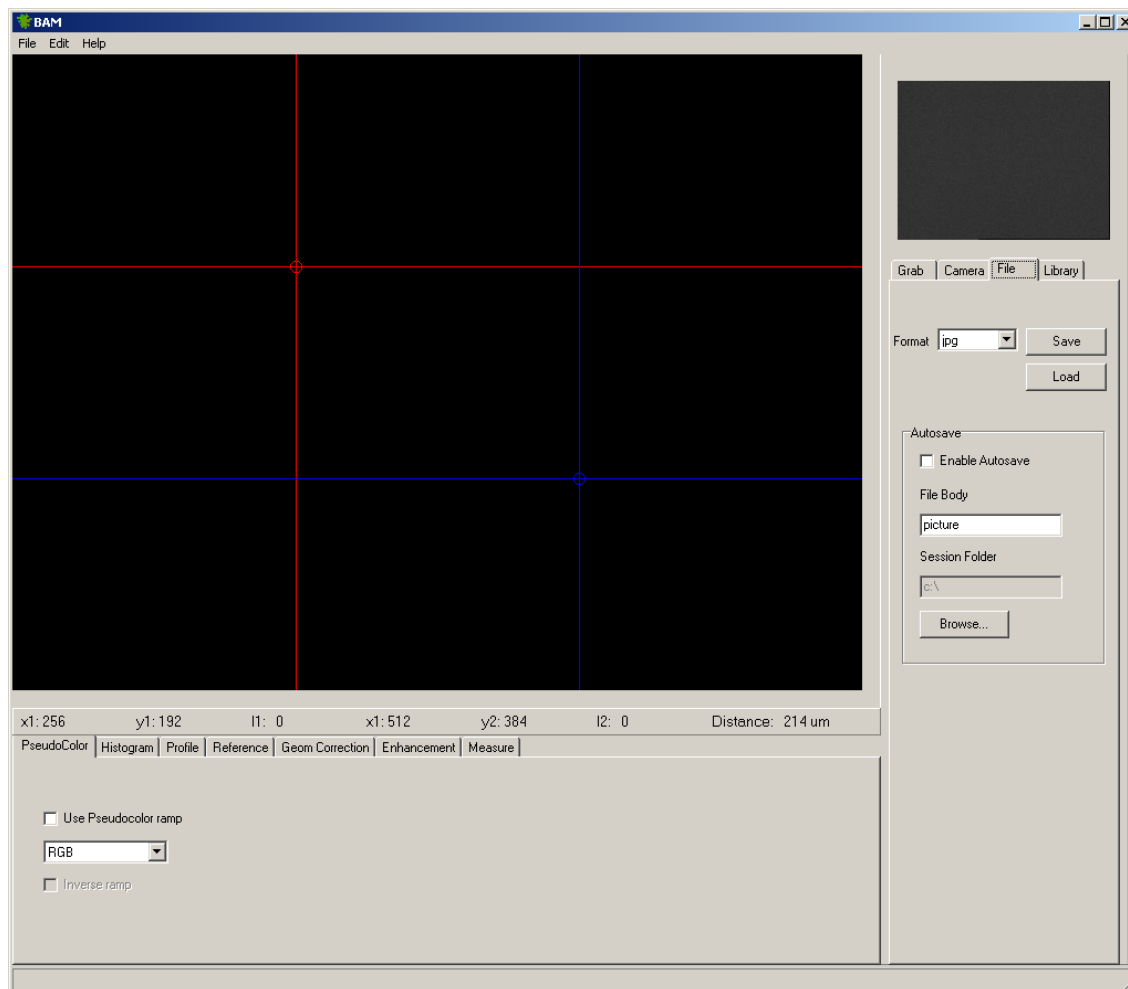 BAM
File Edit Help
Grab Camera File Library
Format jpg Save
Load
Autosave
Enable Autosave
File Body
picture
Session Folder
c:\
Browse...
x1: 256 y1: 192 I1: 0 x1: 512 y2: 384 I2: 0 Distance: 214 um
PseudoColor Histogram Profile Reference Geom Correction Enhancement Measure
Use Pseudocolor ramp
RGB
Inverse ramp